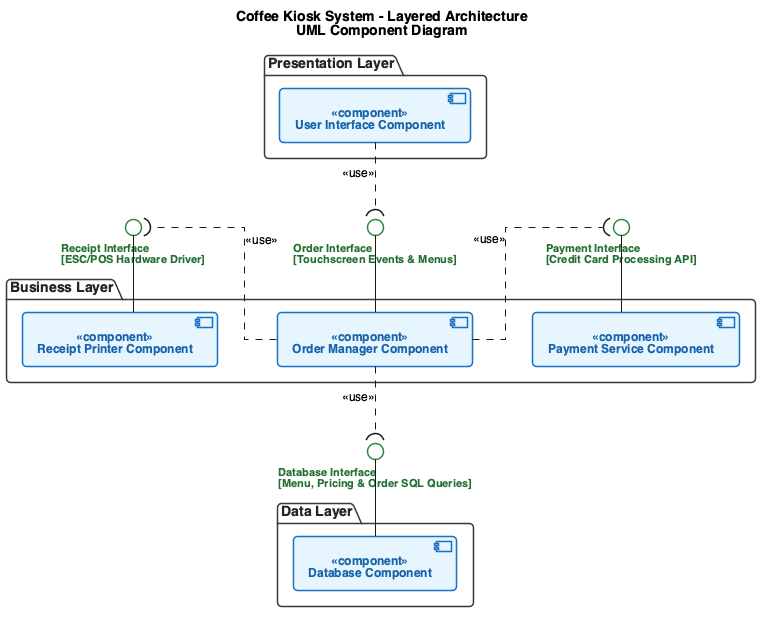 Coffee Kiosk System - Layered Architecture
UML Component Diagram
Presentation Layer
«component»
User Interface Component
«use»
Receipt Interface
[ESC/POS Hardware Driver]
«use»
Order Interface
[Touchscreen Events & Menus]
«use»
Payment Interface
[Credit Card Processing API]
Business Layer
«component»
Receipt Printer Component
«component»
Order Manager Component
«component»
Payment Service Component
«use»
Database Interface
[Menu, Pricing & Order SQL Queries]
Data Layer
«component»
Database Component